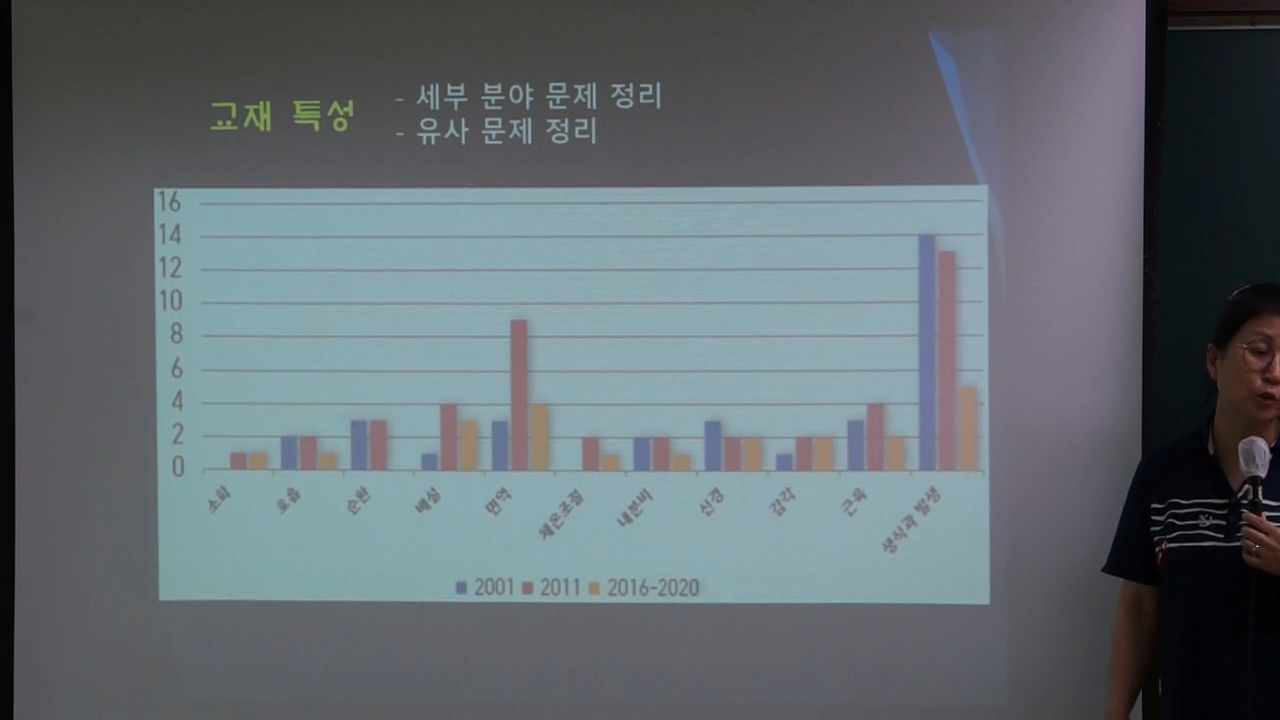 교재 특성
- 세부 분야 문제 정리
- 유사 문제 정리
16
14
12
10
8
6
4
2
0
소화 호흡 순환 배설 면역 체온조절 내분비 신경 감각 근육 생식과 발생
2001 2011 2016-2020